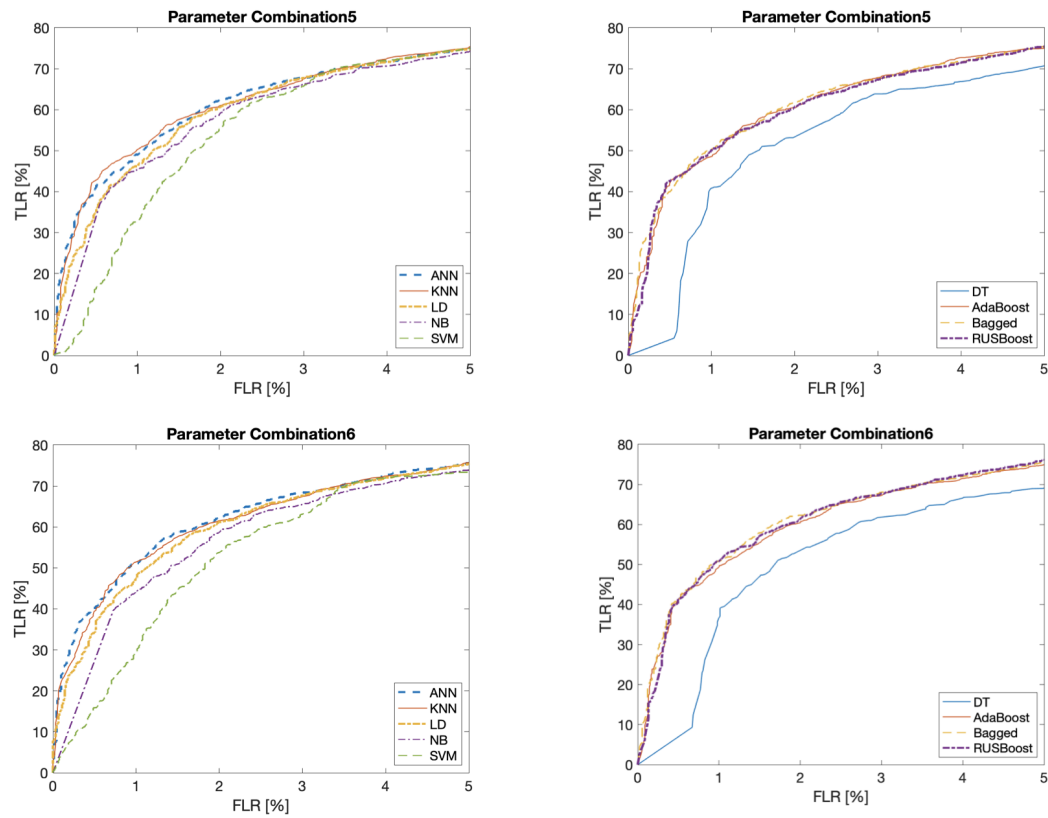 Parameter Combination5
80
70
60
50
40
30
20
10
0
TLR [%]
0 1 2 3 4 5
FLR [%]
ANN
KNN
LD
NB
SVM
Parameter Combination5
80
70
60
50
40
30
20
10
0
TLR [%]
0 1 2 3 4 5
FLR [%]
DT
AdaBoost
Bagged
RUSBoost
Parameter Combination6
80
70
60
50
40
30
20
10
0
TLR [%]
0 1 2 3 4 5
FLR [%]
ANN
KNN
LD
NB
SVM
Parameter Combination6
80
70
60
50
40
30
20
10
0
TLR [%]
0 1 2 3 4 5
FLR [%]
DT
AdaBoost
Bagged
RUSBoost